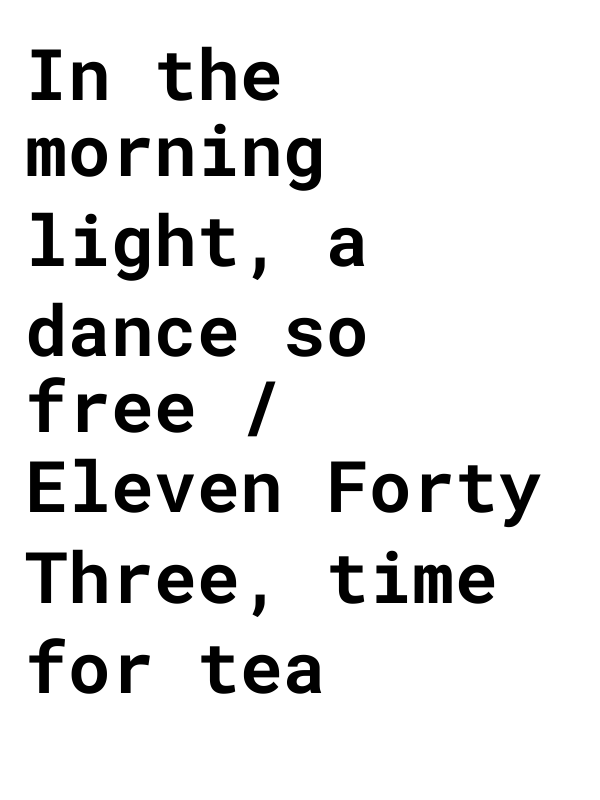 In the
morning
light, a
dance so
free /
Eleven Forty
Three, time
for tea